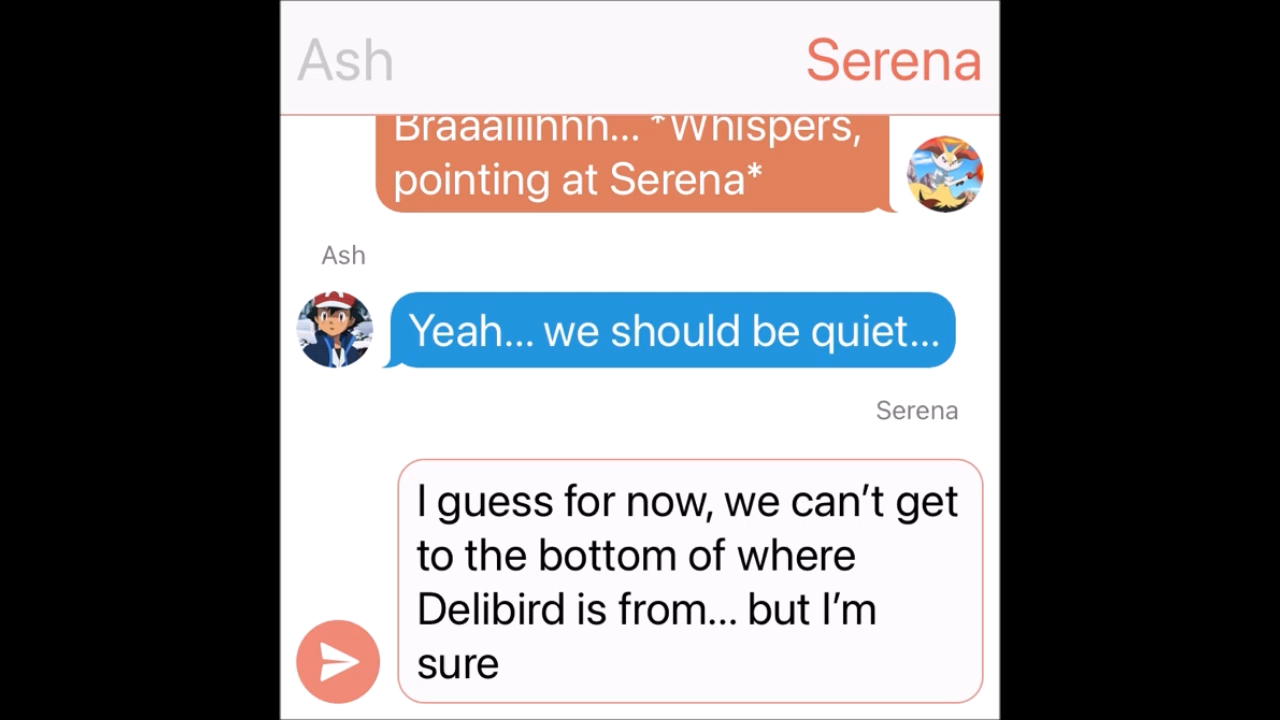 Ash
Serena
Braaaiiihhh... *Whispers,
pointing at Serena*
Ash
Yeah... we should be quiet...
Serena
I guess for now, we can’t get
to the bottom of where
Delibird is from... but I’m
sure